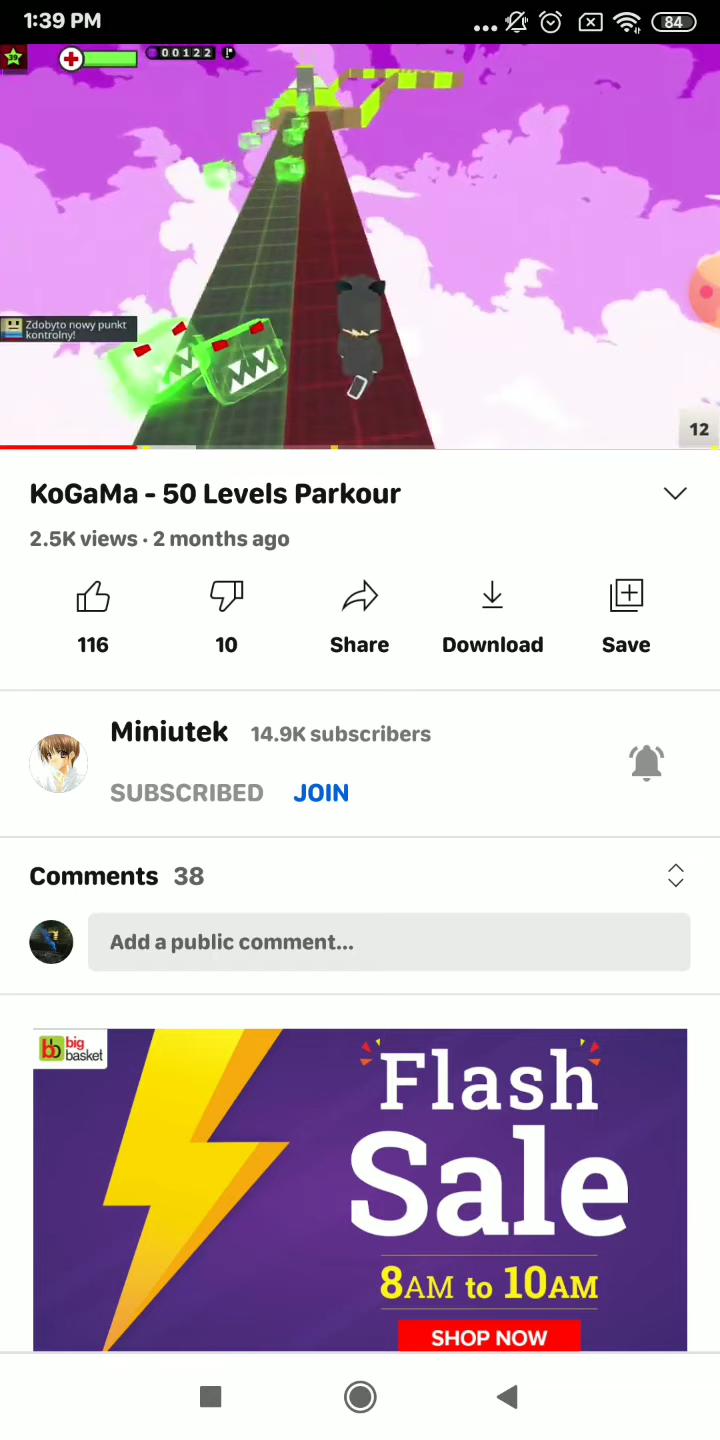 1:39 PM
84
00122
Zdobyto nowy punkt
kontrolny!
12
KoGaMa - 50 Levels Parkour
2.5K views · 2 months ago
116
10
Share
Download
Save
Miniutek 14.9K subscribers
SUBSCRIBED JOIN
Comments 38
Add a public comment...
bb big
basket
Flash
Sale
8AM to 10AM
SHOP NOW